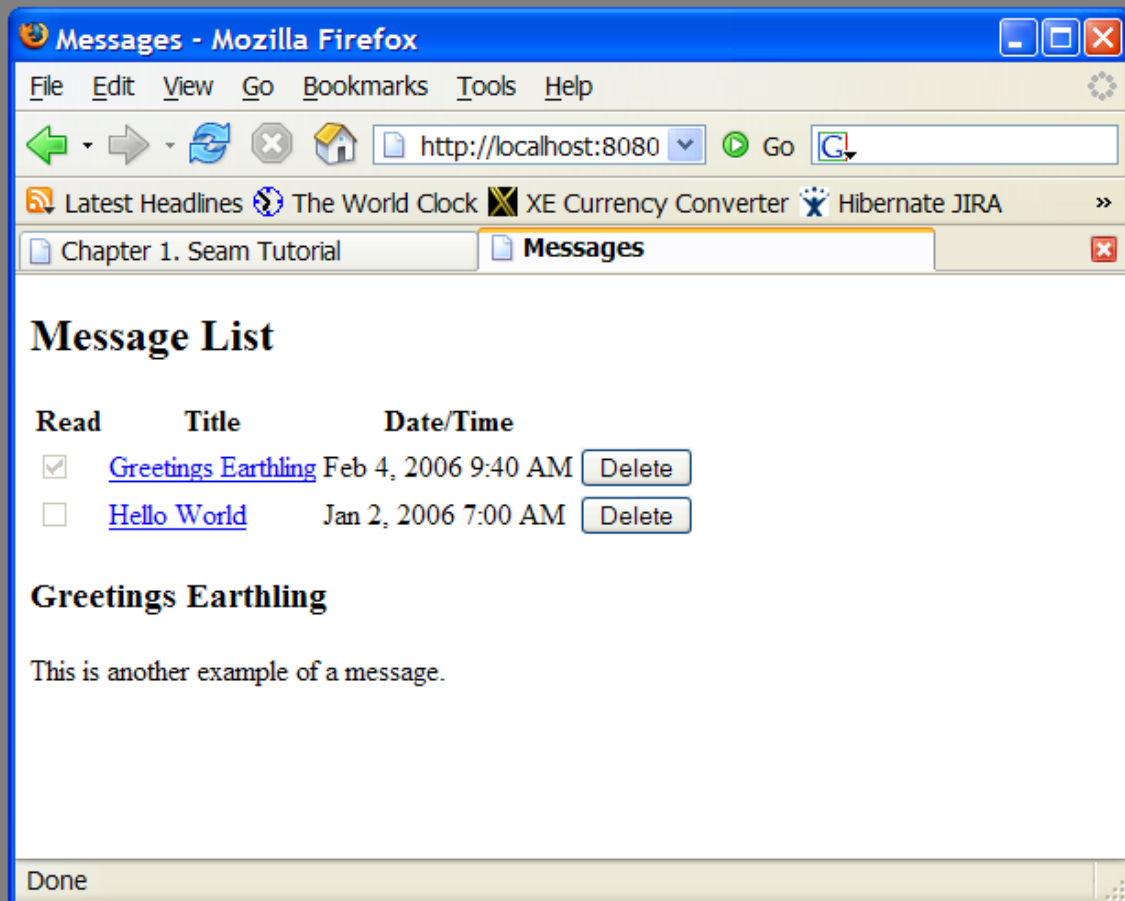 Messages - Mozilla Firefox
File Edit View Go Bookmarks Tools Help
http://localhost:8080 Go G
Latest Headlines The World Clock XE Currency Converter Hibernate JIRA »
Chapter 1. Seam Tutorial Messages
Message List
Read Title Date/Time
Greetings Earthling Feb 4, 2006 9:40 AM Delete
Hello World Jan 2, 2006 7:00 AM Delete
Greetings Earthling
This is another example of a message.
Done